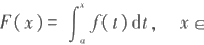 F(x) = ∫_a^x f(t)dt, x ∈